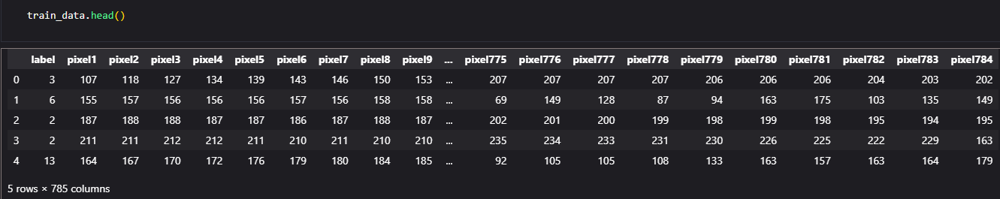 train_data.head()
label pixel1 pixel2 pixel3 pixel4 pixel5 pixel6 pixel7 pixel8 pixel9 ... pixel775 pixel776 pixel777 pixel778 pixel779 pixel780 pixel781 pixel782 pixel783 pixel784
0 3 107 118 127 134 139 143 146 150 153 ... 207 207 207 207 206 206 206 204 203 202
1 6 155 157 156 156 156 157 156 158 158 ... 69 149 128 87 94 163 175 103 135 149
2 2 187 188 188 187 187 186 187 188 187 ... 202 201 200 199 198 199 198 195 194 195
3 2 211 211 212 212 211 210 211 210 210 ... 235 234 233 231 230 226 225 222 229 163
4 13 164 167 170 172 176 179 180 184 185 ... 92 105 105 108 133 163 157 163 164 179
5 rows × 785 columns